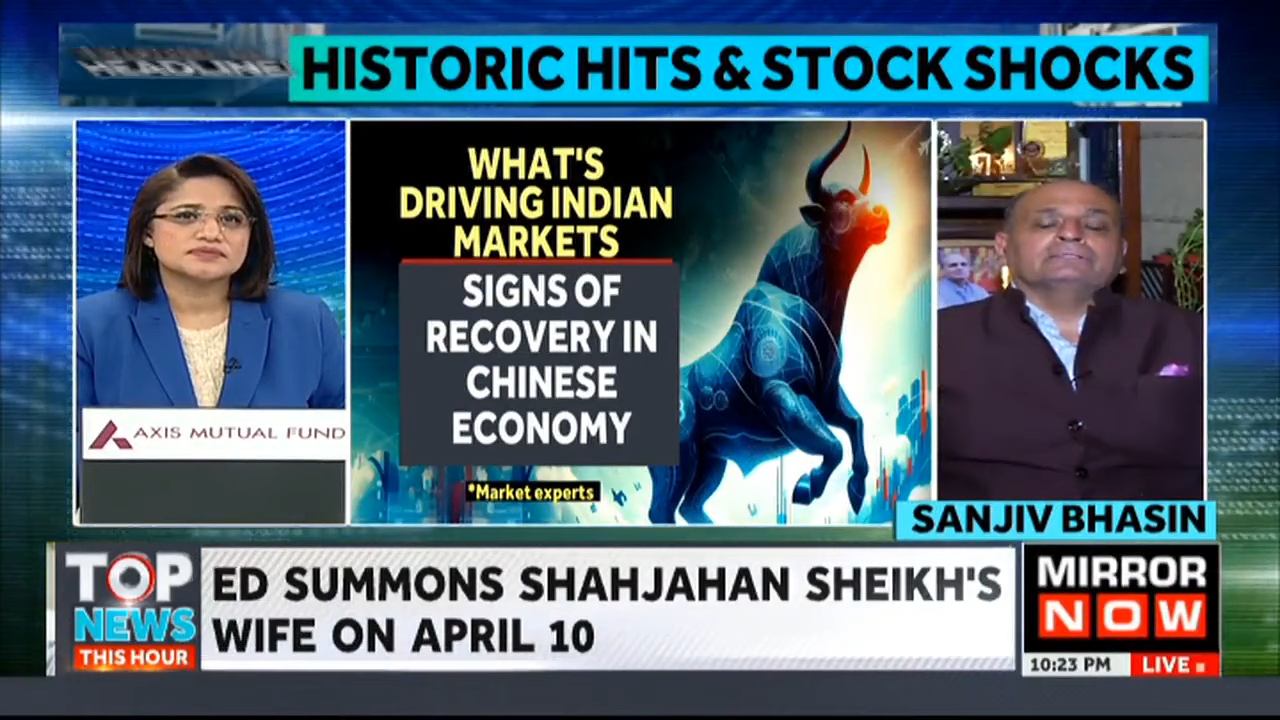 HEADLINE
HISTORIC HITS & STOCK SHOCKS
WHAT'S
DRIVING INDIAN
MARKETS
SIGNS OF
RECOVERY IN
CHINESE
ECONOMY
*Market experts
AXIS MUTUAL FUND
SANJIV BHASIN
TOP
NEWS
THIS HOUR
ED SUMMONS SHAHJAHAN SHEIKH'S
WIFE ON APRIL 10
MIRROR
NOW
10:23 PM
LIVE